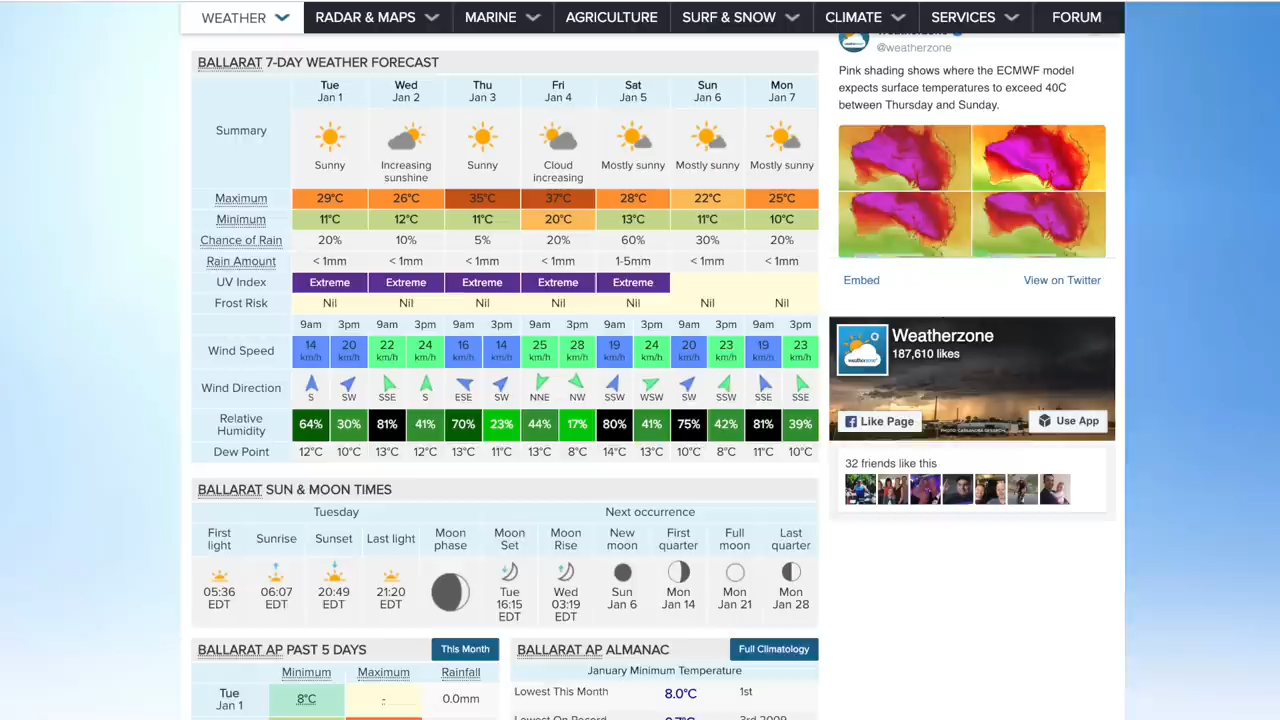 WEATHER RADAR & MAPS MARINE AGRICULTURE SURF & SNOW CLIMATE SERVICES FORUM
BALLARAT 7-DAY WEATHER FORECAST
Tue Wed Thu Fri Sat Sun Mon
Jan 1 Jan 2 Jan 3 Jan 4 Jan 5 Jan 6 Jan 7
Summary
Sunny Increasing sunshine Sunny Cloud increasing Mostly sunny Mostly sunny Mostly sunny
Maximum 29°C 26°C 35°C 37°C 28°C 22°C 25°C
Minimum 11°C 12°C 11°C 20°C 13°C 11°C 10°C
Chance of Rain 20% 10% 5% 20% 60% 30% 20%
Rain Amount < 1mm < 1mm < 1mm < 1mm 1-5mm < 1mm < 1mm
UV Index Extreme Extreme Extreme Extreme Extreme
Frost Risk Nil Nil Nil Nil Nil Nil Nil
9am 3pm 9am 3pm 9am 3pm 9am 3pm 9am 3pm 9am 3pm 9am 3pm
Wind Speed 14 km/h 20 km/h 22 km/h 24 km/h 16 km/h 14 km/h 25 km/h 28 km/h 19 km/h 24 km/h 20 km/h 23 km/h 19 km/h 23 km/h
Wind Direction S SW SSE S ESE SW NNE NW SSW WSW SW SSW SSE SSE
Relative Humidity 64% 30% 81% 41% 70% 23% 44% 17% 80% 41% 75% 42% 81% 39%
Dew Point 12°C 10°C 13°C 12°C 13°C 11°C 13°C 8°C 14°C 13°C 10°C 8°C 11°C 10°C
BALLARAT SUN & MOON TIMES
Tuesday Next occurrence
First light Sunrise Sunset Last light Moon phase Moon Set Moon Rise New moon First quarter Full moon Last quarter
05:36 EDT 06:07 EDT 20:49 EDT 21:20 EDT Tue 16:15 EDT Wed 03:19 EDT Sun Jan 6 Mon Jan 14 Mon Jan 21 Mon Jan 28
BALLARAT AP PAST 5 DAYS This Month
Minimum Maximum Rainfall
Tue Jan 1 8°C - 0.0mm
BALLARAT AP ALMANAC Full Climatology
January Minimum Temperature
Lowest This Month 8.0°C 1st
Lowest On Record 0.7°C 3rd 2009
@weatherzone
Pink shading shows where the ECMWF model
expects surface temperatures to exceed 40C
between Thursday and Sunday.
Embed View on Twitter
Weatherzone
187,610 likes
weatherzone
Like Page
Use App
32 friends like this